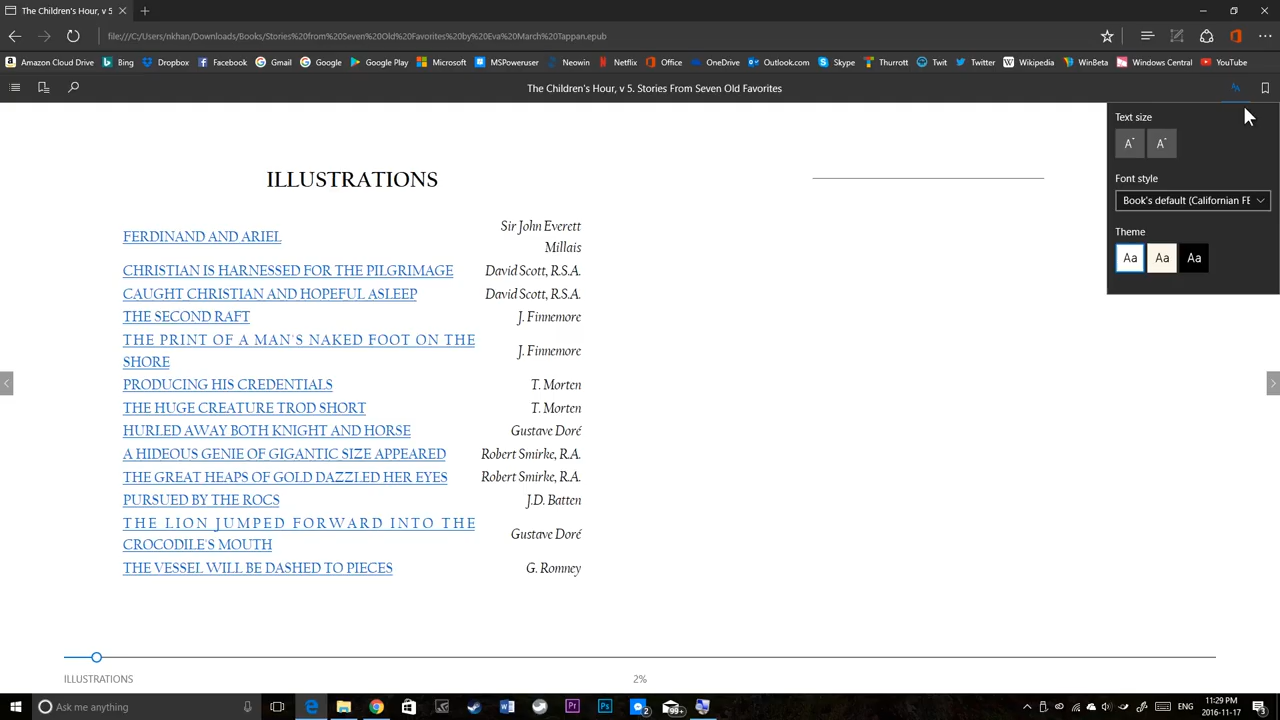 The Children's Hour, v 5
file:///C:/Users/nkhan/Downloads/Books/Stories%20from%20Seven%20Old%20Favorites%20by%20Eva%20March%20Tappan.epub
Amazon Cloud Drive Bing Dropbox Facebook Gmail Google Google Play Microsoft MSPoweruser Neowin Netflix Office OneDrive Outlook.com Skype Thurrott Twit Twitter Wikipedia WinBeta Windows Central YouTube
The Children's Hour, v 5. Stories From Seven Old Favorites
Text size
A A
Font style
Book's default (Californian FE
Theme
Aa Aa Aa
ILLUSTRATIONS
FERDINAND AND ARIEL Sir John Everett
Millais
CHRISTIAN IS HARNESSED FOR THE PILGRIMAGE David Scott, R.S.A.
CAUGHT CHRISTIAN AND HOPEFUL ASLEEP David Scott, R.S.A.
THE SECOND RAFT J. Finnemore
THE PRINT OF A MAN'S NAKED FOOT ON THE
SHORE J. Finnemore
PRODUCING HIS CREDENTIALS T. Morten
THE HUGE CREATURE TROD SHORT T. Morten
HURLED AWAY BOTH KNIGHT AND HORSE Gustave Doré
A HIDEOUS GENIE OF GIGANTIC SIZE APPEARED Robert Smirke, R.A.
THE GREAT HEAPS OF GOLD DAZZLED HER EYES Robert Smirke, R.A.
PURSUED BY THE ROCS J.D. Batten
THE LION JUMPED FORWARD INTO THE
CROCODILE'S MOUTH Gustave Doré
THE VESSEL WILL BE DASHED TO PIECES G. Romney
ILLUSTRATIONS 2%
Ask me anything
2 99+ ENG 11:29 PM
2016-11-17 3